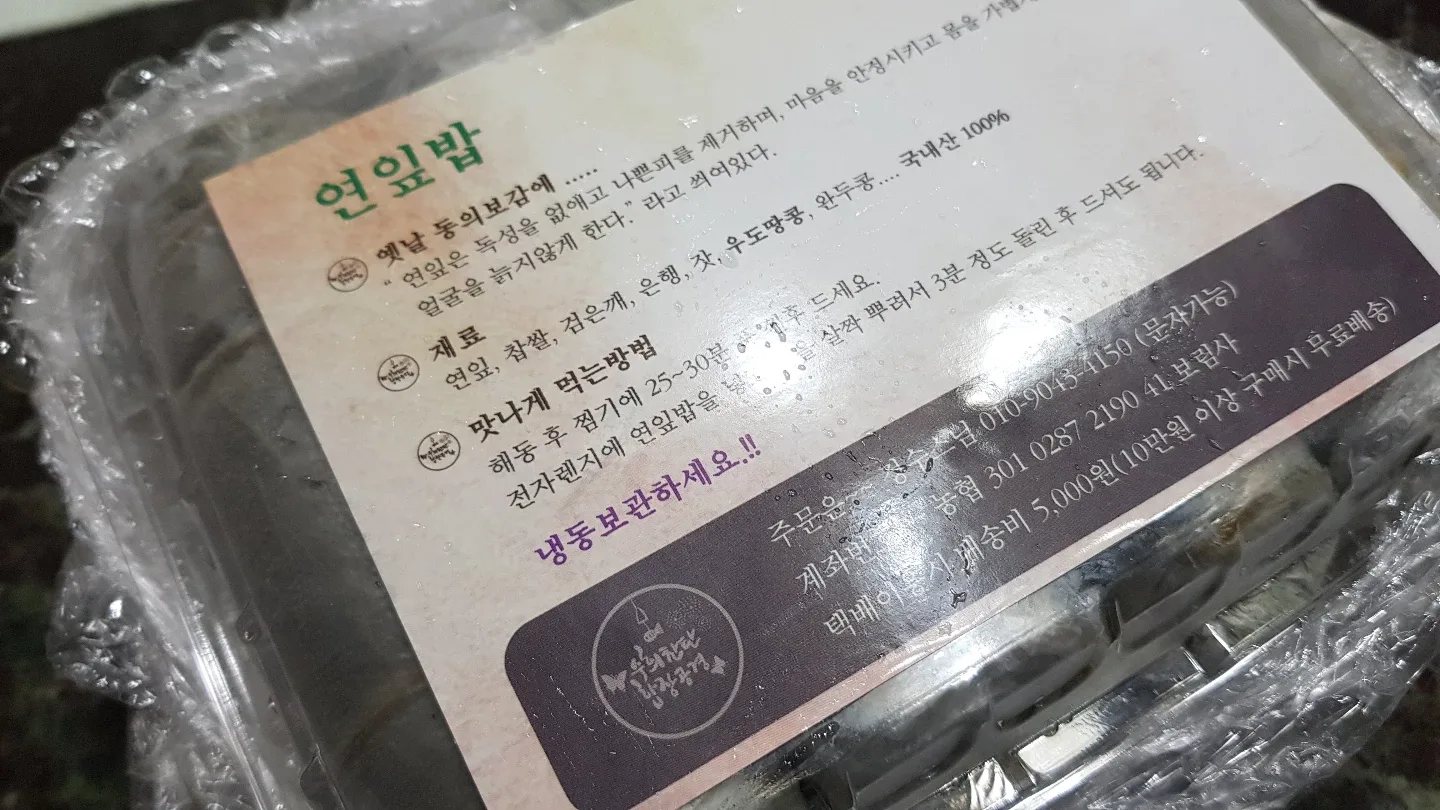 연잎밥
옛날 동의보감에 .....
" 연잎은 독성을 없애고 나쁜피를 제거하며, 마음을 안정시키고 몸을 가볍게
얼굴을 늙지않게 한다." 라고 씌여있다.
재료
연잎, 찹쌀, 검은깨, 은행, 잣, 우도땅콩, 완두콩.... 국내산 100%
맛나게 먹는방법
해동 후 찜기에 25~30분 드세요.
전자렌지에 연잎밥을 살짝 뿌려서 3분 정도 돌린 후 드셔도 됩니다.
냉동보관하세요.!!
010-9043-4150 (문자가능)
농협 301 0287 2190 41 보림사
택배이용시 배송비 5,000원(10만원 이상 구매시 무료배송)